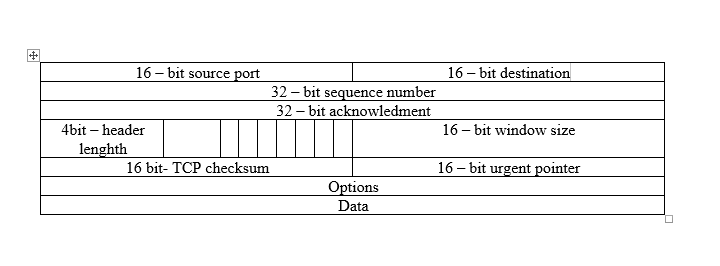 16 – bit source port
16 – bit destination
32 – bit sequence number
32 – bit acknowledment
4bit – header
lenghth
16 – bit window size
16 bit- TCP checksum
16 – bit urgent pointer
Options
Data